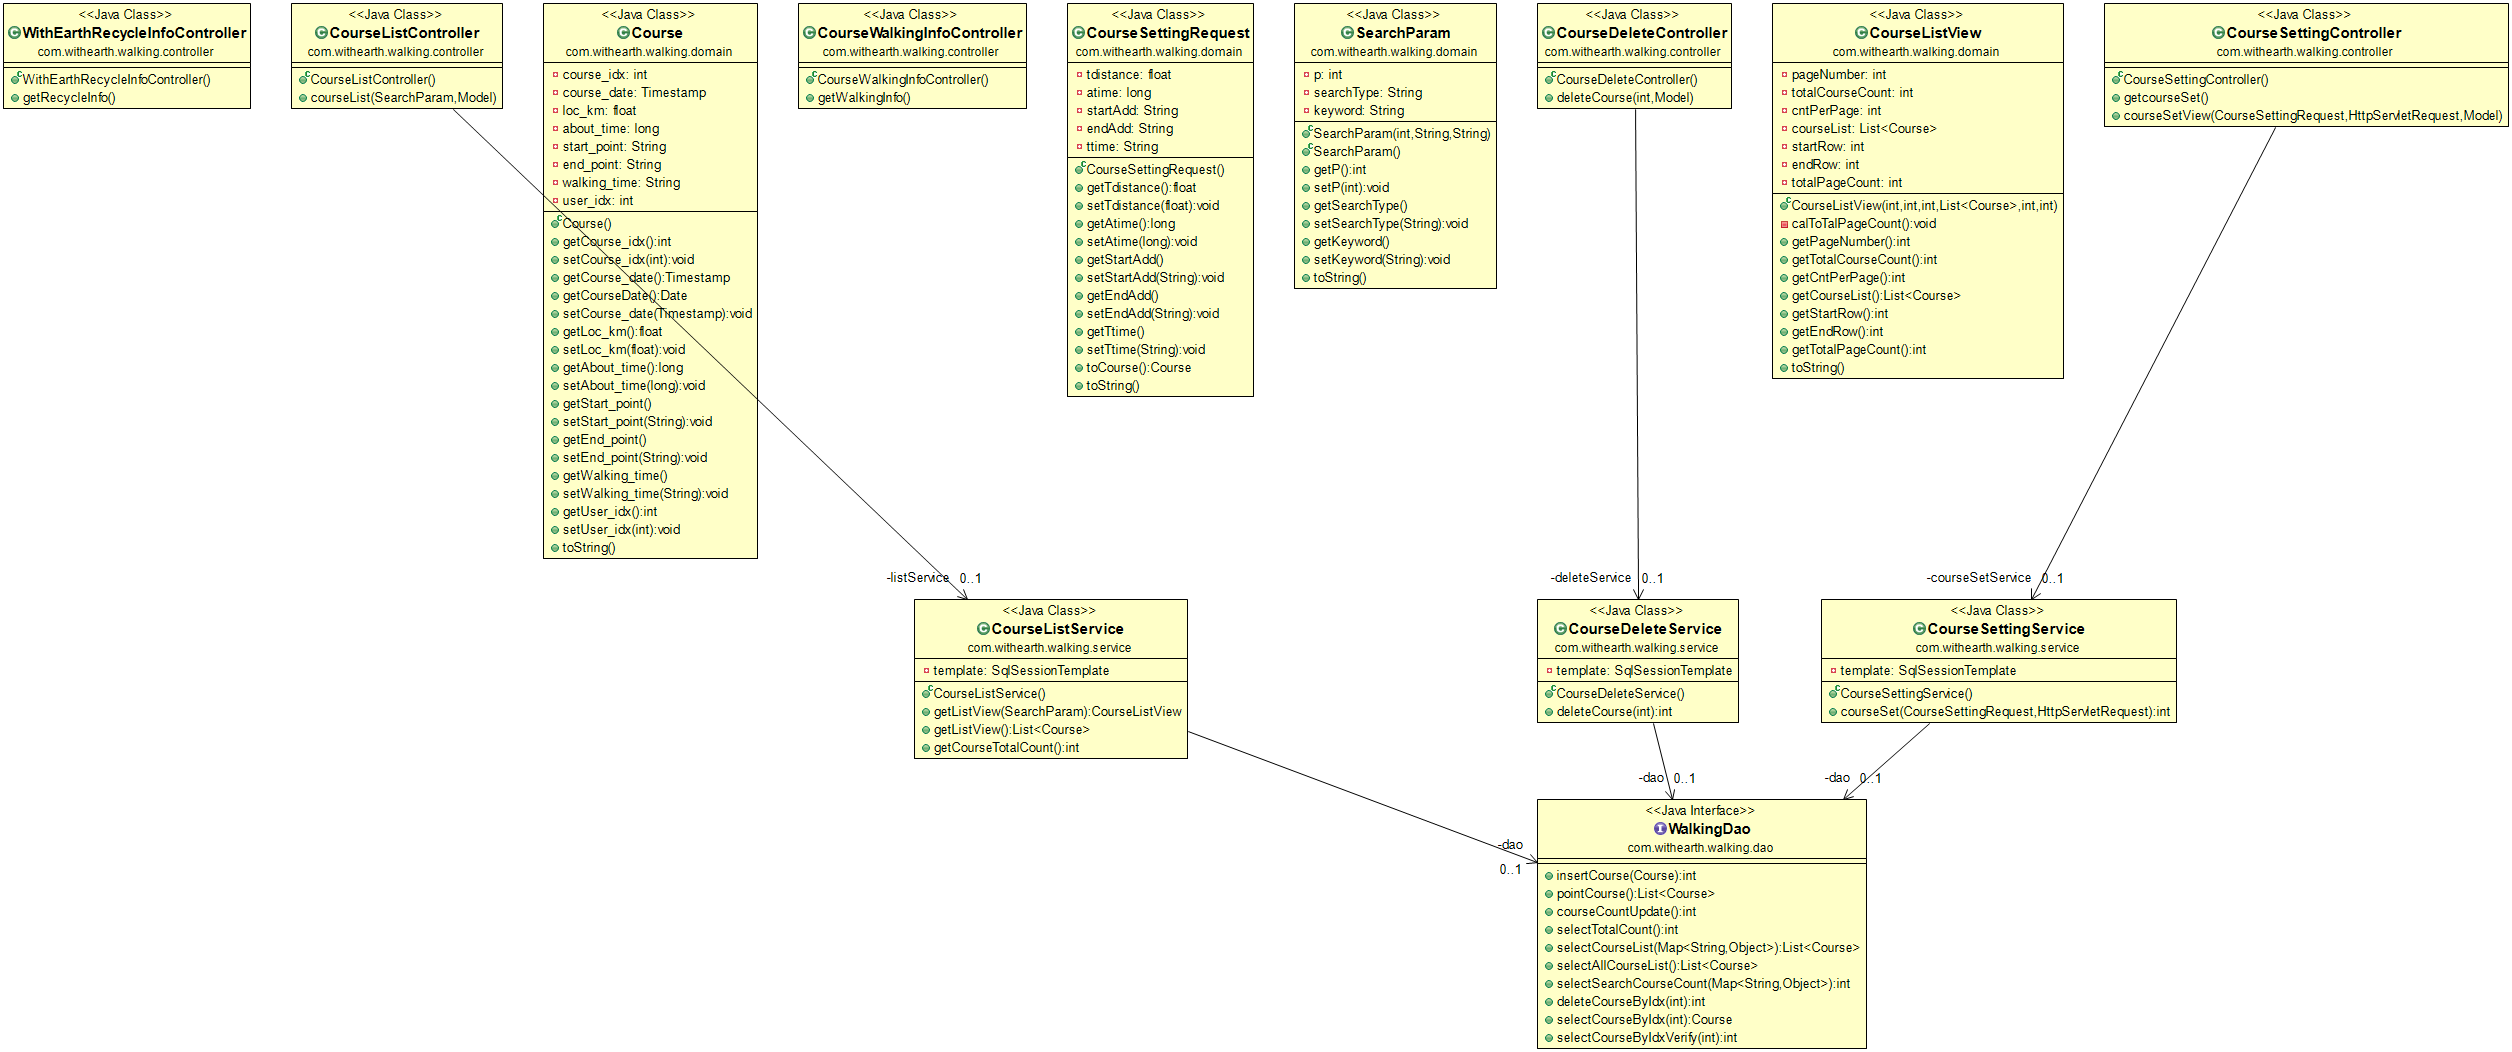 <<Java Class>>
WithEarthRecycleInfoController
com.withearth.walking.controller
WithEarthRecycleInfoController()
getRecycleInfo()
<<Java Class>>
CourseListController
com.withearth.walking.controller
CourseListController()
courseList(SearchParam,Model)
<<Java Class>>
Course
com.withearth.walking.domain
course_idx: int
course_date: Timestamp
loc_km: float
about_time: long
start_point: String
end_point: String
walking_time: String
user_idx: int
Course()
getCourse_idx():int
setCourse_idx(int):void
getCourse_date():Timestamp
getCourseDate():Date
setCourse_date(Timestamp):void
getLoc_km():float
setLoc_km(float):void
getAbout_time():long
setAbout_time(long):void
getStart_point()
setStart_point(String):void
getEnd_point()
setEnd_point(String):void
getWalking_time()
setWalking_time(String):void
getUser_idx():int
setUser_idx(int):void
toString()
<<Java Class>>
CourseWalkingInfoController
com.withearth.walking.controller
CourseWalkingInfoController()
getWalkingInfo()
<<Java Class>>
CourseSettingRequest
com.withearth.walking.domain
tdistance: float
atime: long
startAdd: String
endAdd: String
ttime: String
CourseSettingRequest()
getTdistance():float
setTdistance(float):void
getAtime():long
setAtime(long):void
getStartAdd()
setStartAdd(String):void
getEndAdd()
setEndAdd(String):void
getTtime()
setTtime(String):void
toCourse():Course
toString()
<<Java Class>>
SearchParam
com.withearth.walking.domain
p: int
searchType: String
keyword: String
SearchParam(int,String,String)
SearchParam()
getP():int
setP(int):void
getSearchType()
setSearchType(String):void
getKeyword()
setKeyword(String):void
toString()
<<Java Class>>
CourseDeleteController
com.withearth.walking.controller
CourseDeleteController()
deleteCourse(int,Model)
<<Java Class>>
CourseListView
com.withearth.walking.domain
pageNumber: int
totalCourseCount: int
cntPerPage: int
courseList: List<Course>
startRow: int
endRow: int
totalPageCount: int
CourseListView(int,int,int,List<Course>,int,int)
calToTalPageCount():void
getPageNumber():int
getTotalCourseCount():int
getCntPerPage():int
getCourseList():List<Course>
getStartRow():int
getEndRow():int
getTotalPageCount():int
toString()
<<Java Class>>
CourseSettingController
com.withearth.walking.controller
CourseSettingController()
getcourseSet()
courseSetView(CourseSettingRequest,HttpServletRequest,Model)
-listService 0..1
-deleteService 0..1
-courseSetService 0..1
<<Java Class>>
CourseListService
com.withearth.walking.service
template: SqlSessionTemplate
CourseListService()
getListView(SearchParam):CourseListView
getListView():List<Course>
getCourseTotalCount():int
<<Java Class>>
CourseDeleteService
com.withearth.walking.service
template: SqlSessionTemplate
CourseDeleteService()
deleteCourse(int):int
<<Java Class>>
CourseSettingService
com.withearth.walking.service
template: SqlSessionTemplate
CourseSettingService()
courseSet(CourseSettingRequest,HttpServletRequest):int
-dao 0..1
-dao 0..1
-dao
0..1
<<Java Interface>>
WalkingDao
com.withearth.walking.dao
insertCourse(Course):int
pointCourse():List<Course>
courseCountUpdate():int
selectTotalCount():int
selectCourseList(Map<String,Object>):List<Course>
selectAllCourseList():List<Course>
selectSearchCourseCount(Map<String,Object>):int
deleteCourseByIdx(int):int
selectCourseByIdx(int):Course
selectCourseByIdxVerify(int):int